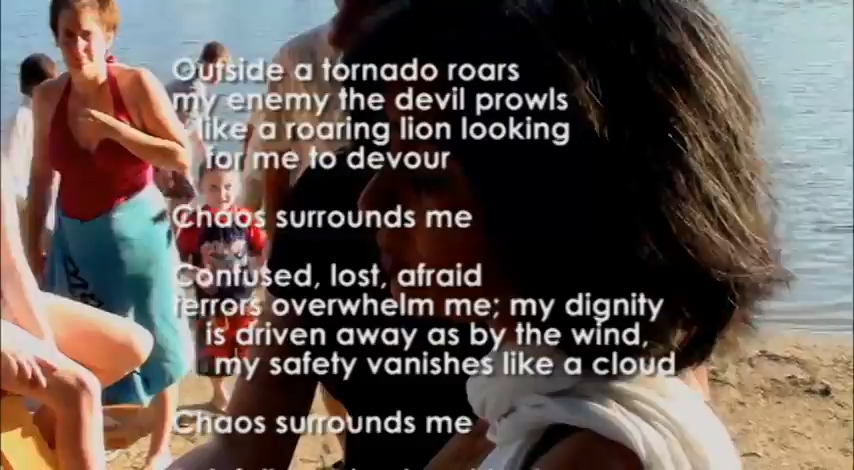 Outside a tornado roars
my enemy the devil prowls
like a roaring lion looking
for me to devour
Chaos surrounds me
Confused, lost, afraid
terrors overwhelm me; my dignity
is driven away as by the wind,
my safety vanishes like a cloud
Chaos surrounds me